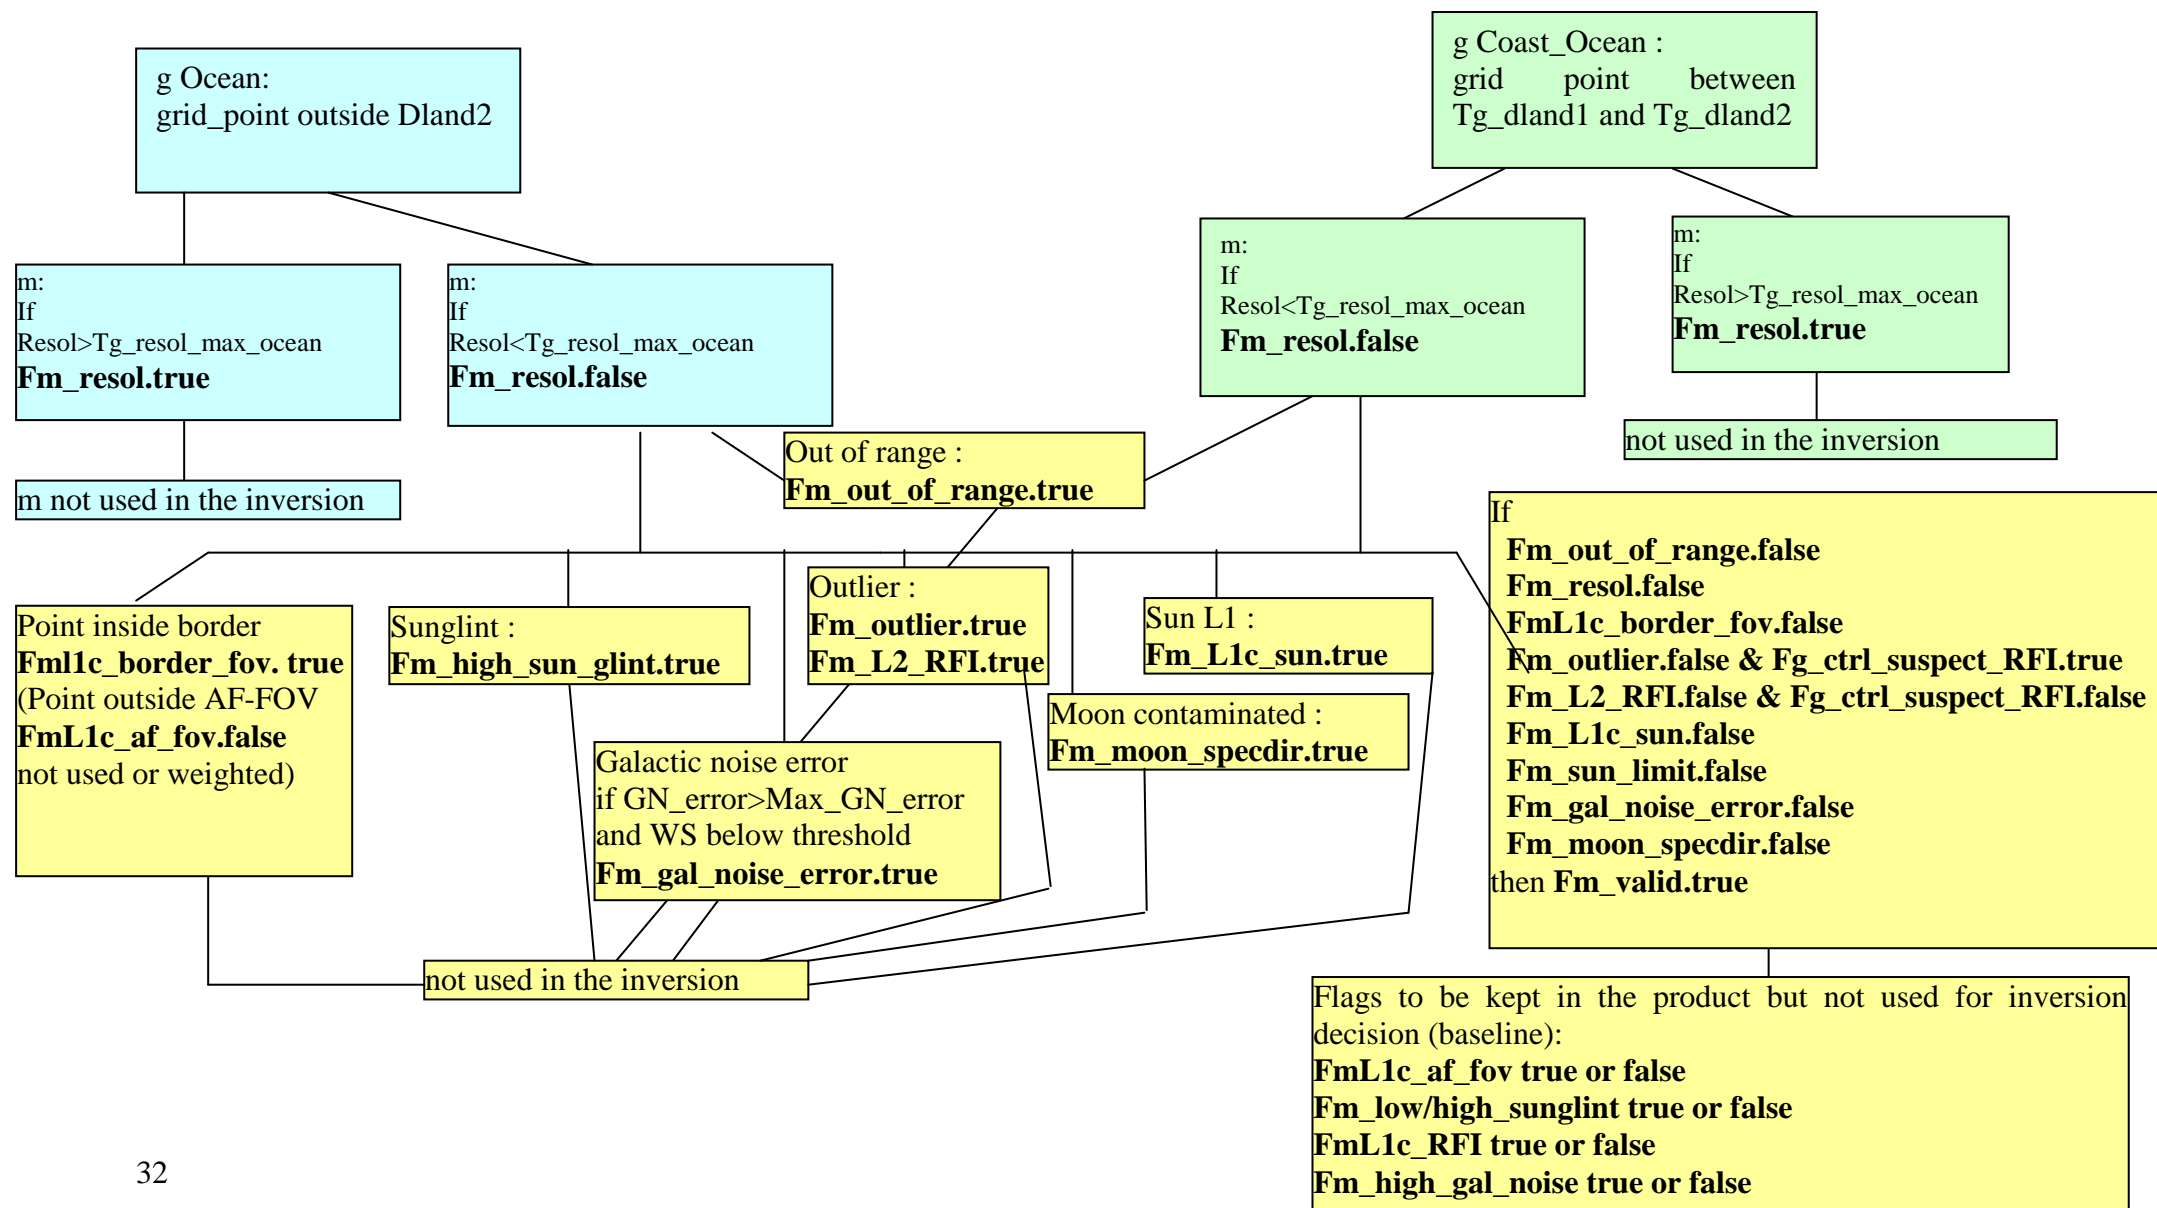 g Ocean:
grid_point outside Dland2
g Coast_Ocean :
grid point between
Tg_dland1 and Tg_dland2
m:
If
Resol>Tg_resol_max_ocean
Fm_resol.true
m:
If
Resol<Tg_resol_max_ocean
Fm_resol.false
m:
If
Resol<Tg_resol_max_ocean
Fm_resol.false
m:
If
Resol>Tg_resol_max_ocean
Fm_resol.true
m not used in the inversion
Out of range :
Fm_out_of_range.true
not used in the inversion
Point inside border
Fml1c_border_fov. true
(Point outside AF-FOV
FmL1c_af_fov.false
not used or weighted)
Sunglint :
Fm_high_sun_glint.true
Outlier :
Fm_outlier.true
Fm_L2_RFI.true
Sun L1 :
Fm_L1c_sun.true
Galactic noise error
if GN_error>Max_GN_error
and WS below threshold
Fm_gal_noise_error.true
Moon contaminated :
Fm_moon_specdir.true
If
Fm_out_of_range.false
Fm_resol.false
FmL1c_border_fov.false
Fm_outlier.false & Fg_ctrl_suspect_RFI.true
Fm_L2_RFI.false & Fg_ctrl_suspect_RFI.false
Fm_L1c_sun.false
Fm_sun_limit.false
Fm_gal_noise_error.false
Fm_moon_specdir.false
then Fm_valid.true
not used in the inversion
Flags to be kept in the product but not used for inversion
decision (baseline):
FmL1c_af_fov true or false
Fm_low/high_sunglint true or false
FmL1c_RFI true or false
Fm_high_gal_noise true or false
32